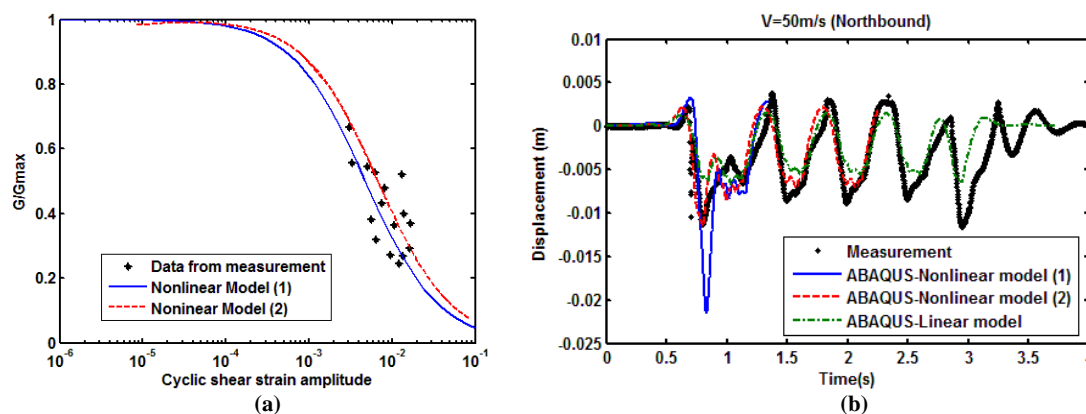 1
0.8
0.6
0.4
0.2
0
G/Gmax
Data from measurement
Nonlinear Model (1)
Noninear Model (2)
10^-6
10^-5
10^-4
10^-3
10^-2
10^-1
Cyclic shear strain amplitude
(a)
V=50m/s (Northbound)
0.01
0.005
0
-0.005
-0.01
-0.015
-0.02
-0.025
Displacement (m)
Measurement
ABAQUS-Nonlinear model (1)
ABAQUS-Nonlinear model (2)
ABAQUS-Linear model
0 0.5 1 1.5 2 2.5 3 3.5 4
Time(s)
(b)